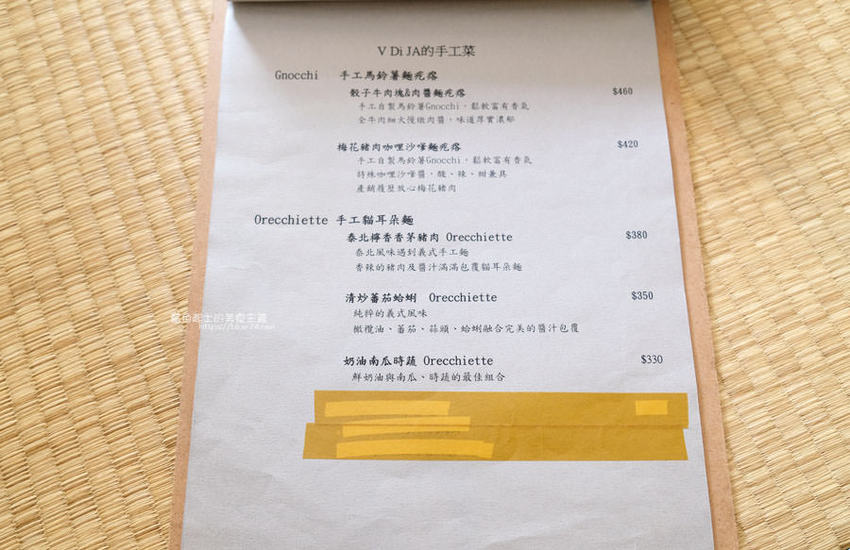 V Di JA的手工菜
Gnocchi 手工馬鈴薯麵疙瘩
骰子牛肉塊&肉醬麵疙瘩 $460
手工自製馬鈴薯Gnocchi，鬆軟富有香氣
全牛肉細火慢燉肉醬，味道厚實濃郁
梅花豬肉咖哩沙嗲麵疙瘩 $420
手工自製馬鈴薯Gnocchi，鬆軟富有香氣
特殊咖哩沙嗲醬，酸、辣、甜兼具
產銷履歷放心梅花豬肉
Orecchiette 手工貓耳朵麵
泰北檸香香茅豬肉 Orecchiette $380
泰北風味遇到義式手工麵
香辣的豬肉及醬汁滿滿包覆貓耳朵麵
清炒蕃茄蛤蜊 Orecchiette $350
純粹的義式風味
橄欖油、蕃茄、蒜頭、蛤蜊融合完美的醬汁包覆
奶油南瓜時蔬 Orecchiette $330
鮮奶油與南瓜、時蔬的最佳組合